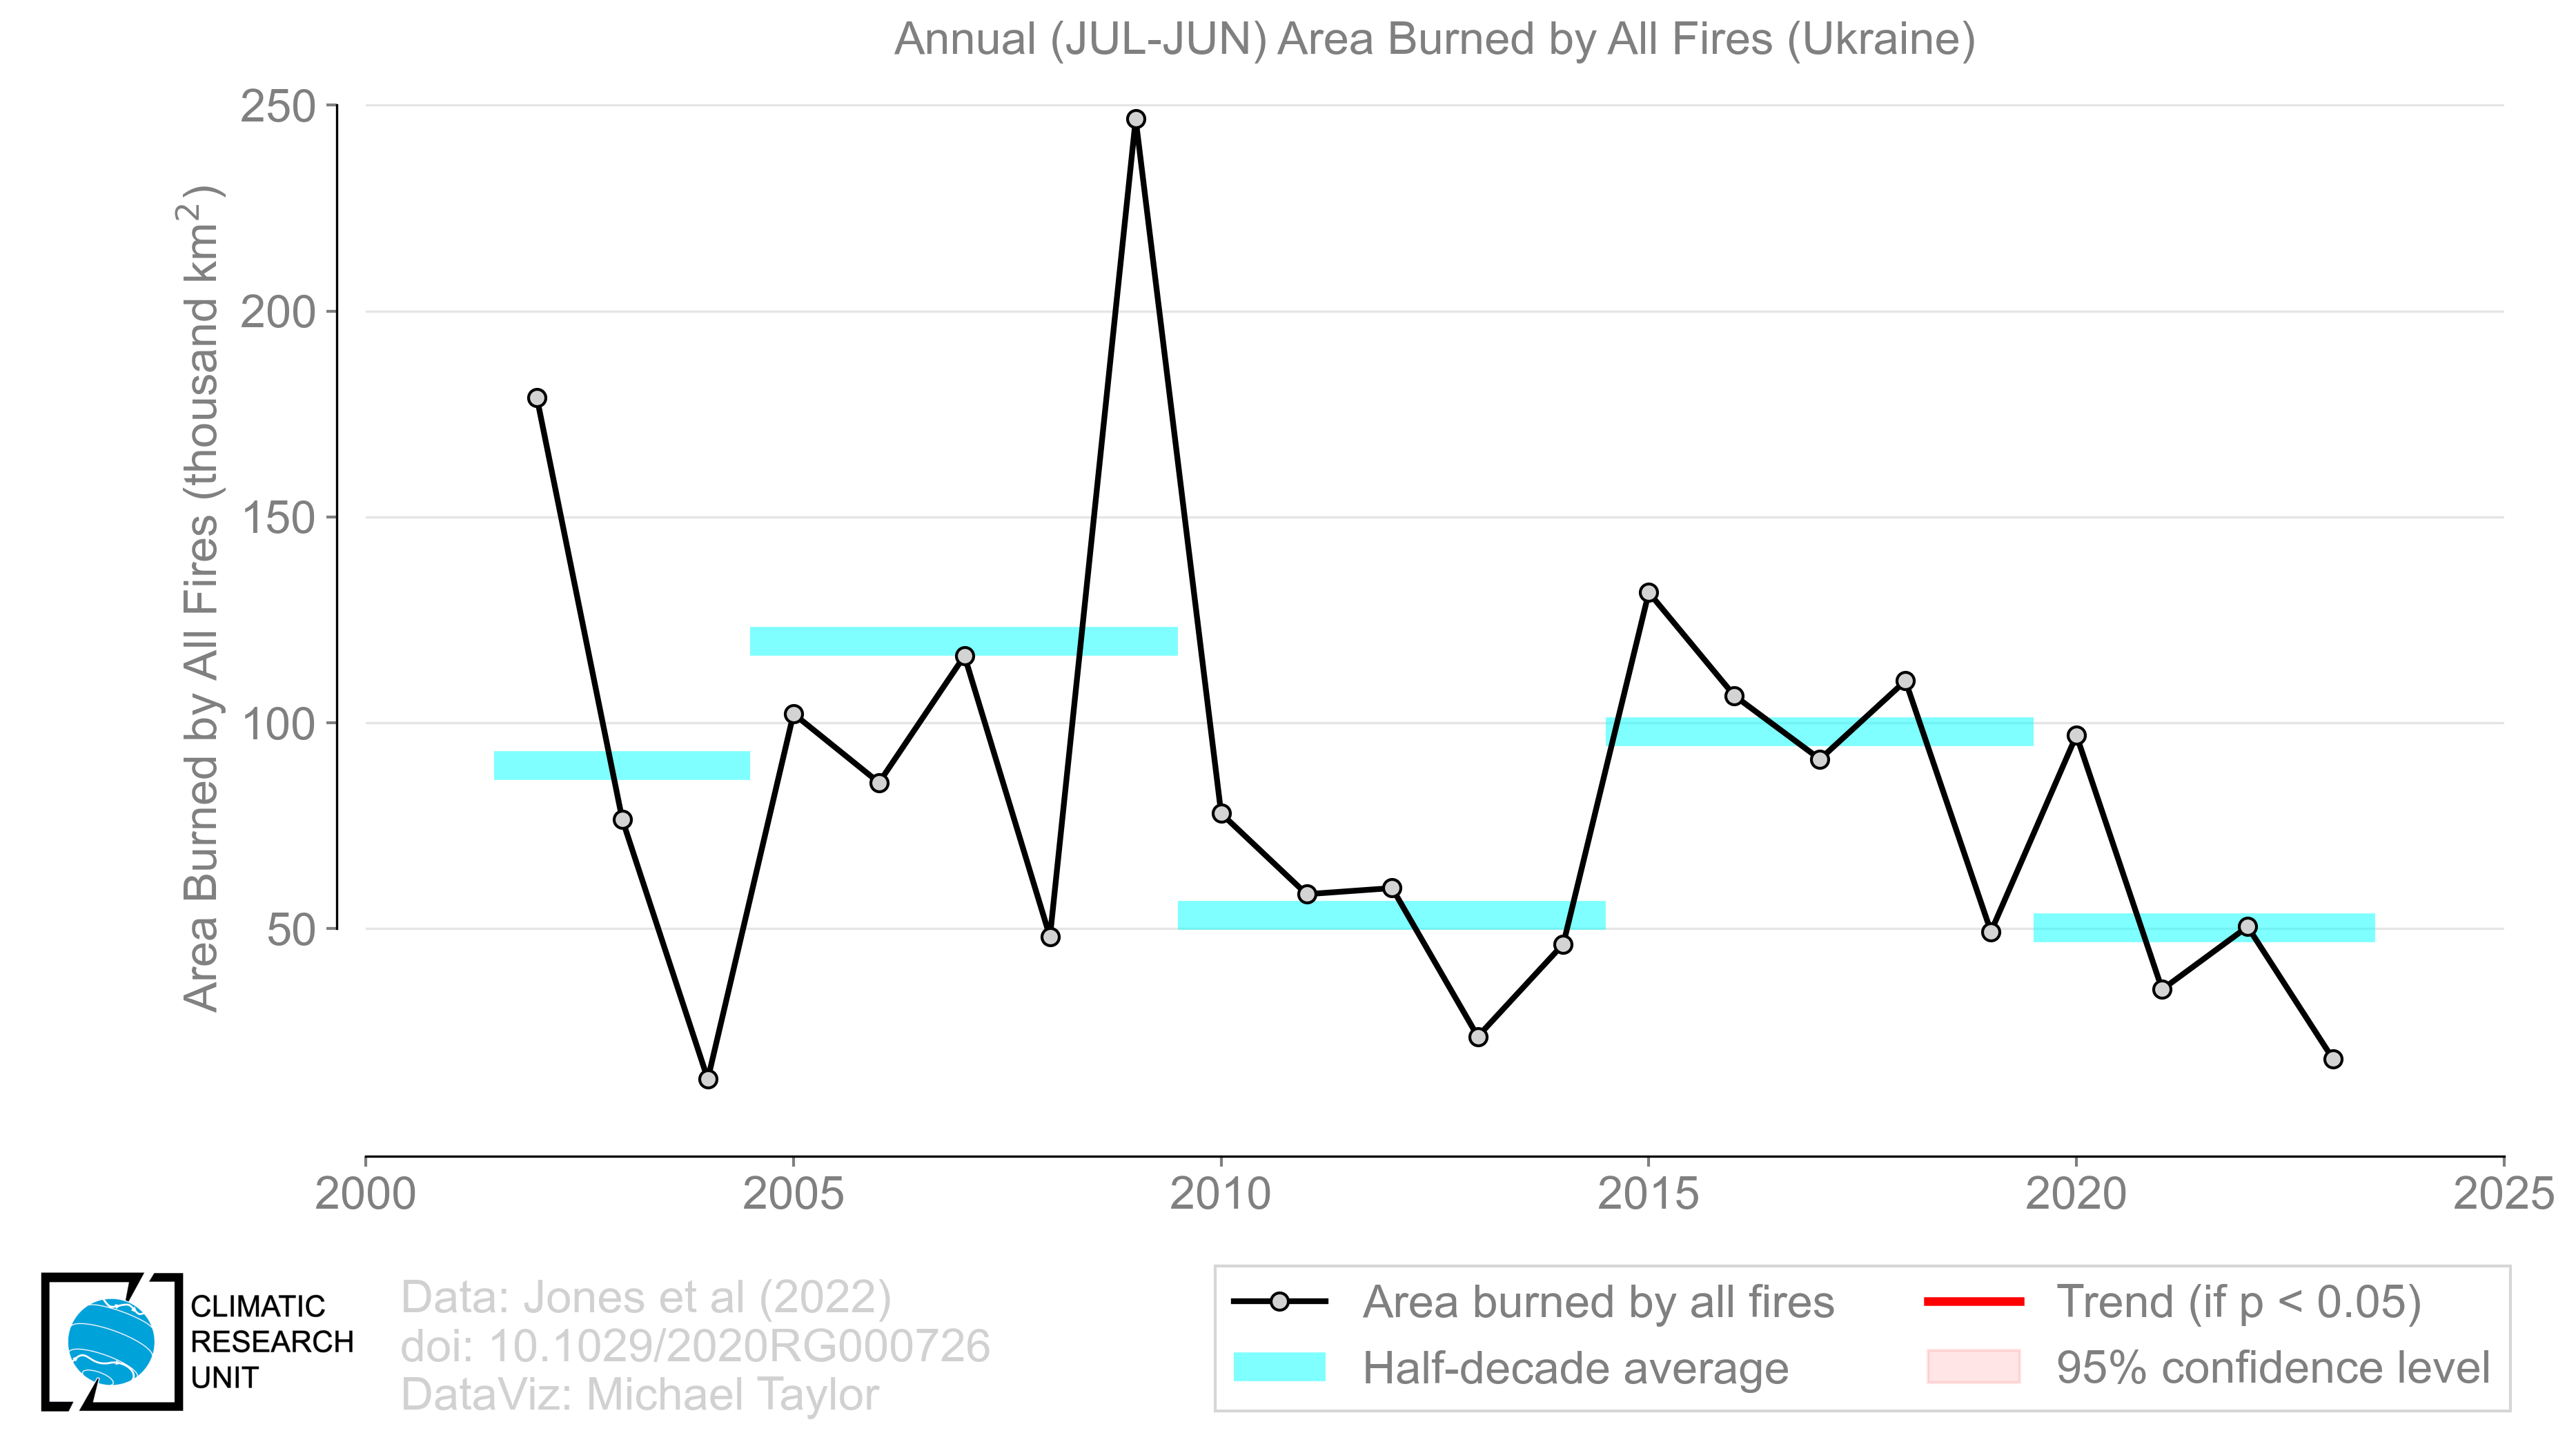 Annual (JUL-JUN) Area Burned by All Fires (Ukraine)
Area Burned by All Fires (thousand km²)
250
200
150
100
50
2000 2005 2010 2015 2020 2025
CLIMATIC
RESEARCH
UNIT
Data: Jones et al (2022)
doi: 10.1029/2020RG000726
DataViz: Michael Taylor
Area burned by all fires
Half-decade average
Trend (if p < 0.05)
95% confidence level